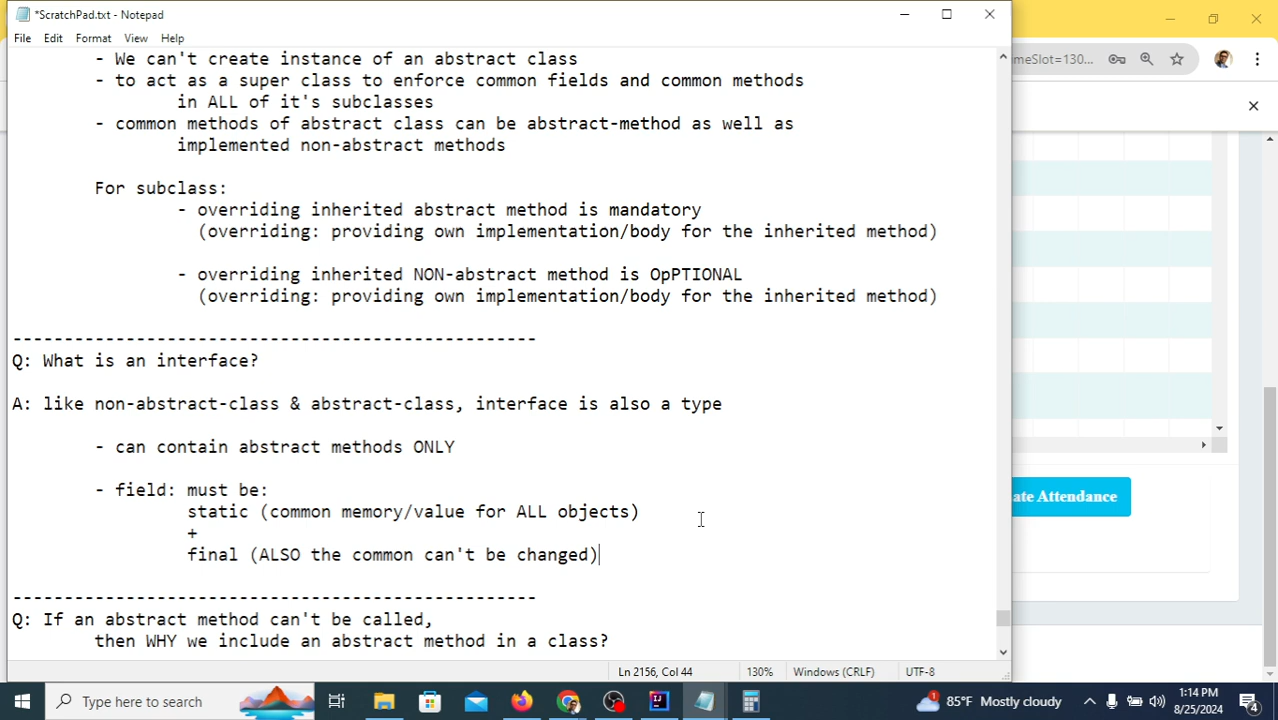 *ScratchPad.txt - Notepad
File Edit Format View Help
- We can't create instance of an abstract class
- to act as a super class to enforce common fields and common methods
in ALL of it's subclasses
- common methods of abstract class can be abstract-method as well as
implemented non-abstract methods
For subclass:
- overriding inherited abstract method is mandatory
(overriding: providing own implementation/body for the inherited method)
- overriding inherited NON-abstract method is OpPTIONAL
(overriding: providing own implementation/body for the inherited method)
---------------------------------------------------
Q: What is an interface?
A: like non-abstract-class & abstract-class, interface is also a type
- can contain abstract methods ONLY
- field: must be:
static (common memory/value for ALL objects)
+
final (ALSO the common can't be changed)
---------------------------------------------------
Q: If an abstract method can't be called,
then WHY we include an abstract method in a class?
Ln 2156, Col 44 130% Windows (CRLF) UTF-8
meSlot=130...
ate Attendance
Type here to search
85°F Mostly cloudy
1:14 PM
8/25/2024
4